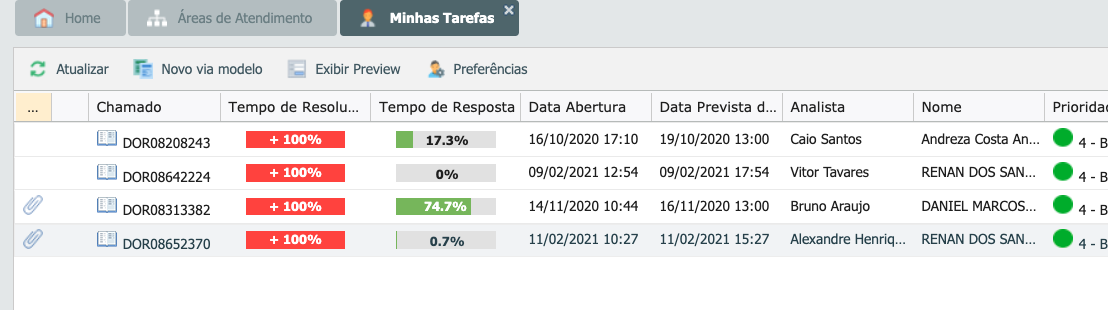 Home Áreas de Atendimento Minhas Tarefas
Atualizar Novo via modelo Exibir Preview Preferências
... Chamado Tempo de Resolu... Tempo de Resposta Data Abertura Data Prevista d... Analista Nome Prioridad
DOR08208243 + 100% 17.3% 16/10/2020 17:10 19/10/2020 13:00 Caio Santos Andreza Costa An... 4 - B
DOR08642224 + 100% 0% 09/02/2021 12:54 09/02/2021 17:54 Vitor Tavares RENAN DOS SAN... 4 - B
DOR08313382 + 100% 74.7% 14/11/2020 10:44 16/11/2020 13:00 Bruno Araujo DANIEL MARCOS... 4 - B
DOR08652370 + 100% 0.7% 11/02/2021 10:27 11/02/2021 15:27 Alexandre Henriq... RENAN DOS SAN... 4 - B